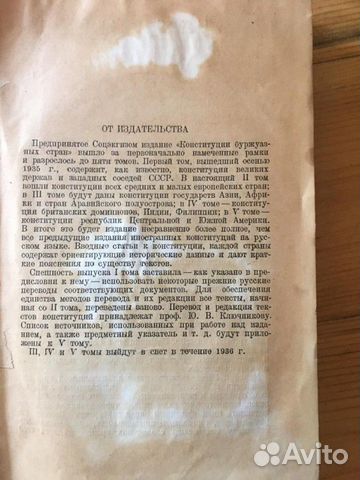 ОТ ИЗДАТЕЛЬСТВА
Предпринятое Соцэкгизом издание «Конституции буржуаз-
ных стран» вышло за первоначально намеченные рамки
и разрослось до пяти томов. Первый том, вышедший осенью
1935 г., содержит, как известно, конституции великих
держав и западных соседей СССР. В настоящий II том
вошли конституции всех средних и малых европейских стран;
в III томе будут даны конституции государств Азии, Африки
и стран Аравийского полуострова; в IV томе — консти-
туции британских доминионов, Индии, Филиппин; в V томе
— конституции республик Центральной и Южной Америки.
В итоге это будет издание несравненно более полное, чем
все предыдущие издания иностранных конституций на рус-
ском языке. Вводные статьи к конституции, каждой страны
содержат ориентирующие исторические данные и дают крат-
кие пояснения по существу текстов.
Спешность выпуска I тома заставила — как указано в пре-
дисловии к нему — использовать некоторые прежние русские
переводы соответствующих документов. Для обеспечения
единства методов перевода и их редакции все тексты, начи-
ная со II тома, переведены заново. Перевод и редакция тек-
стов конституций принадлежат проф. Ю. В. Ключникову.
Список источников, использованных при работе над изда-
нием, а также предметный указатель и т. д. будут прило-
жены к V тому.
III, IV и V томы выйдут в свет в течение 1936 г.
Avito